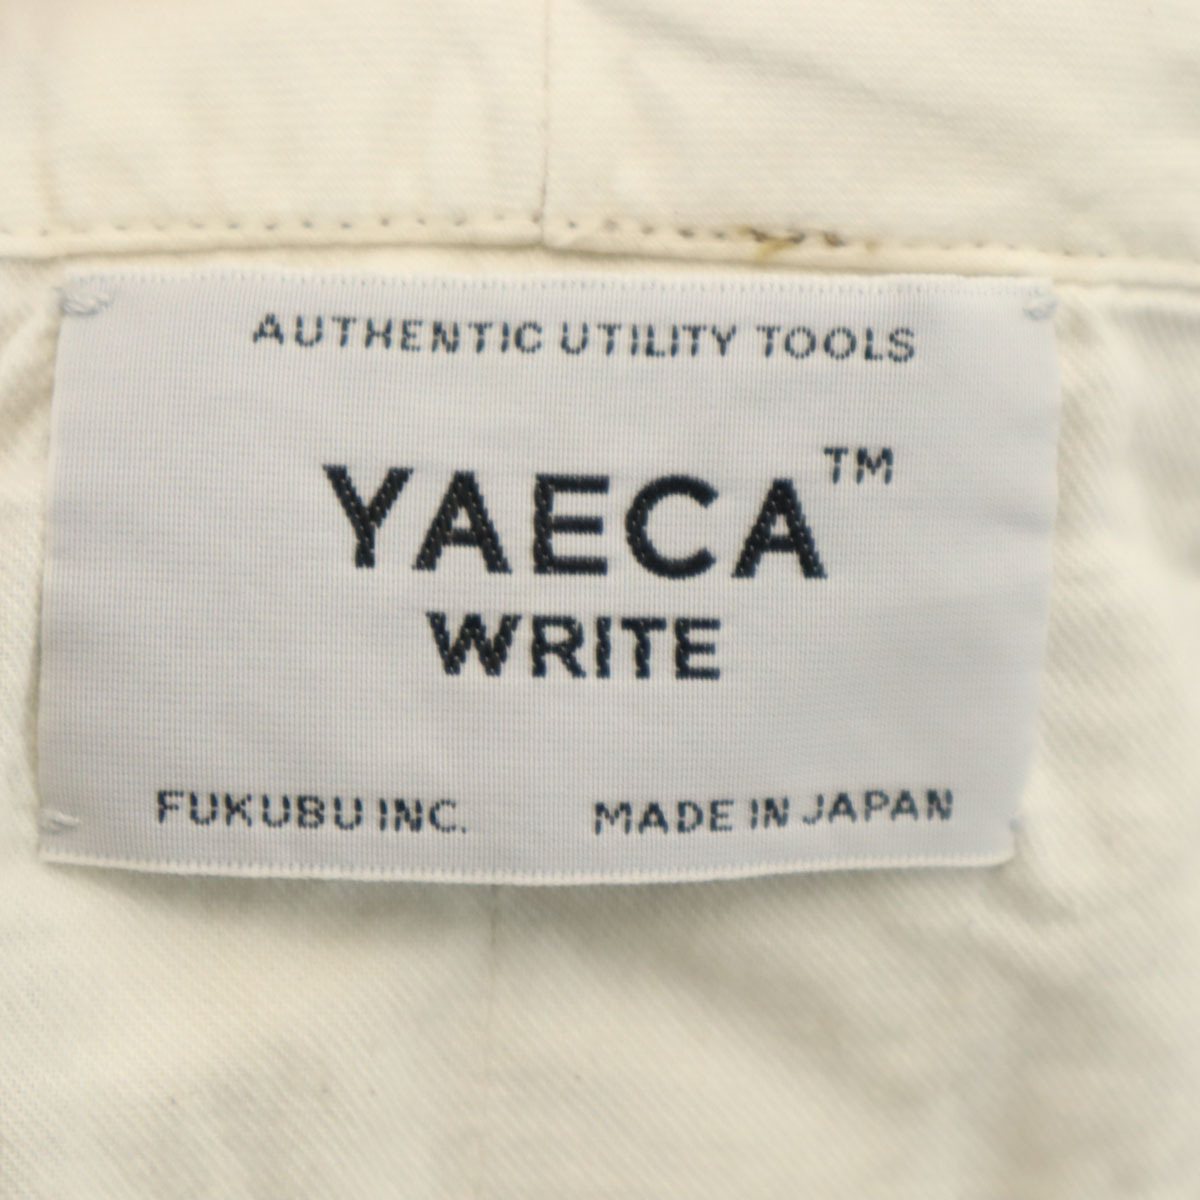 AUTHENTIC UTILITY TOOLS
YAECA™
WRITE
FUKUBU INC. MADE IN JAPAN